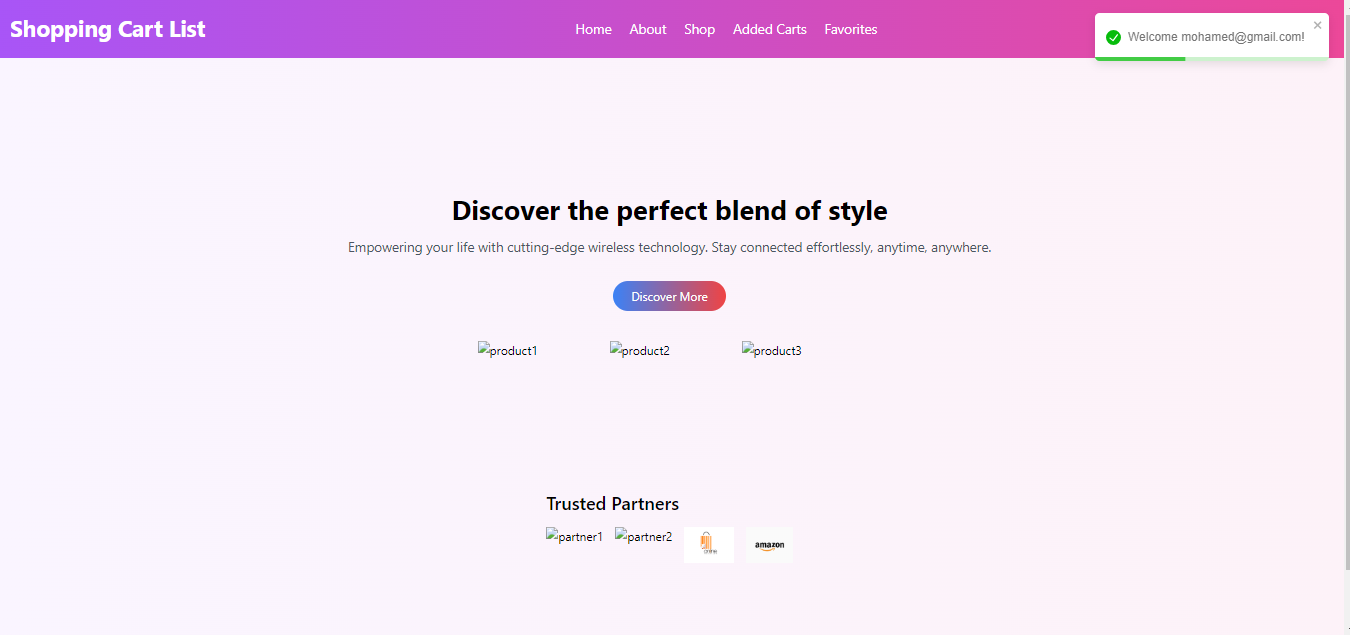 Shopping Cart List
Home About Shop Added Carts Favorites
Welcome mohamed@gmail.com!
Discover the perfect blend of style
Empowering your life with cutting-edge wireless technology. Stay connected effortlessly, anytime, anywhere.
Discover More
product1 product2 product3
Trusted Partners
partner1 partner2 amazon